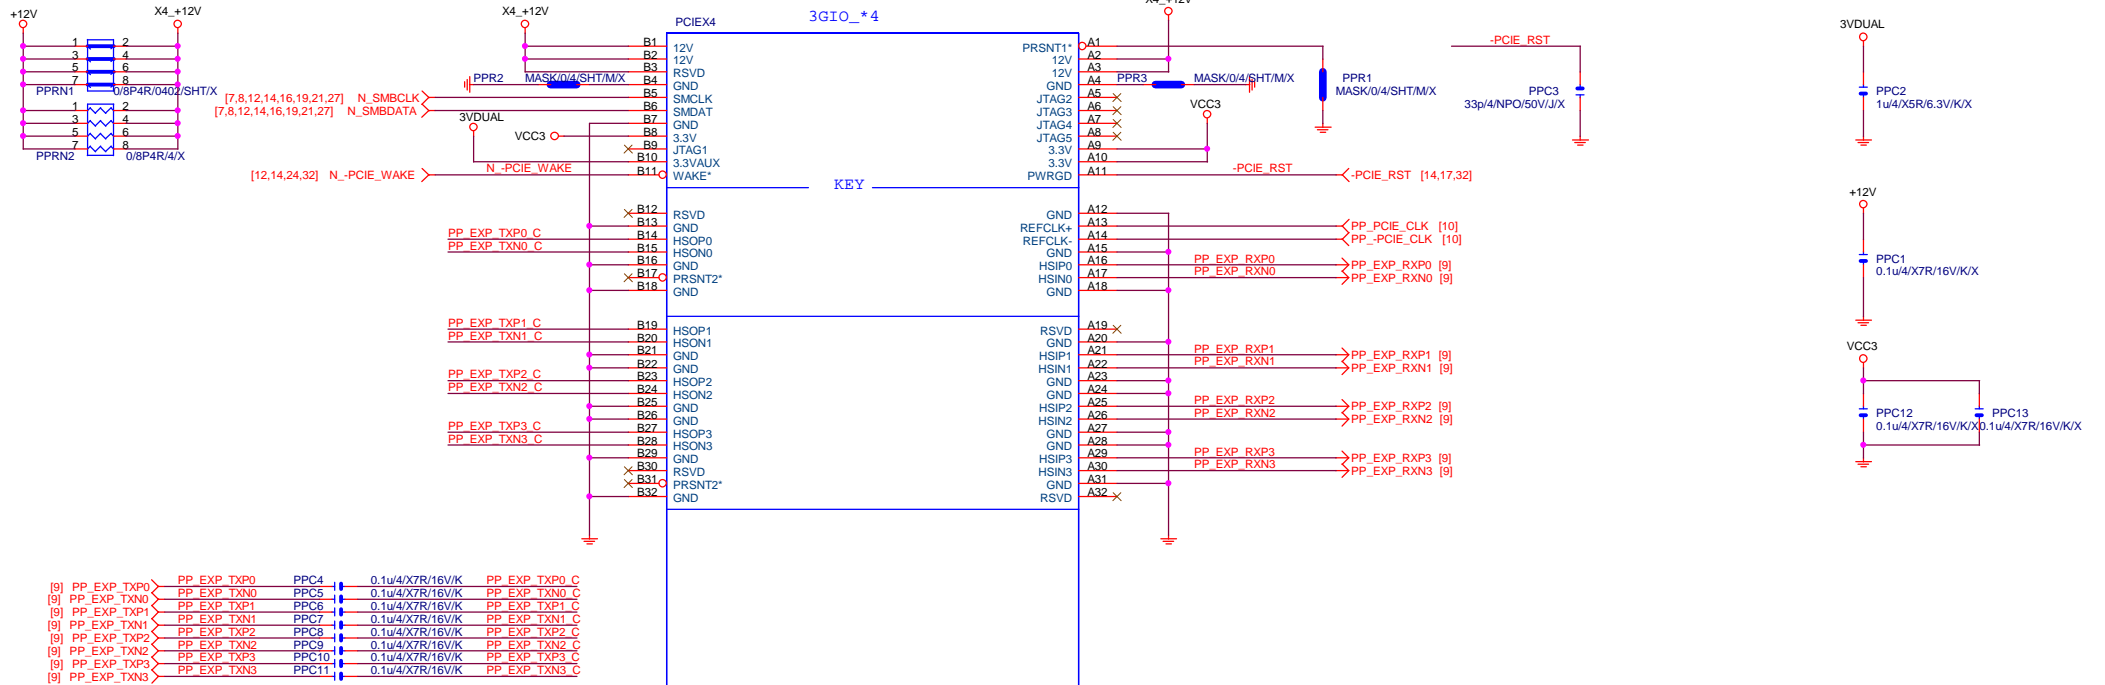 +12V
X4_+12V
1 2
3 4
5 6
7 8
PPRN1 0/8P4R/0402/SHT/X
1 2
3 4
5 6
7 8
PPRN2 0/8P4R/4/X
X4_+12V
PCIEX4
3GIO_*4
X4_+12V
PPR2 MASK/0/4/SHT/M/X
[7,8,12,14,16,19,21,27] N_SMBCLK
[7,8,12,14,16,19,21,27] N_SMBDATA
3VDUAL
VCC3
[12,14,24,32] N_-PCIE_WAKE
N_-PCIE_WAKE
B1 12V
B2 12V
B3 RSVD
B4 GND
B5 SMCLK
B6 SMDAT
B7 GND
B8 3.3V
B9 JTAG1
B10 3.3VAUX
B11 WAKE*
KEY
PRSNT1* A1
12V A2
12V A3
GND A4
JTAG2 A5
JTAG3 A6
JTAG4 A7
JTAG5 A8
3.3V A9
3.3V A10
PWRGD A11
PPR3 MASK/0/4/SHT/M/X
VCC3
PPR1
MASK/0/4/SHT/M/X
-PCIE_RST
-PCIE_RST [14,17,32]
-PCIE_RST
PPC3
33p/4/NPO/50V/J/X
3VDUAL
PPC2
1u/4/X5R/6.3V/K/X
+12V
PPC1
0.1u/4/X7R/16V/K/X
VCC3
PPC12
0.1u/4/X7R/16V/K/X
PPC13
0.1u/4/X7R/16V/K/X
B12 RSVD
B13 GND
PP_EXP_TXP0_C B14 HSOP0
PP_EXP_TXN0_C B15 HSON0
B16 GND
B17 PRSNT2*
B18 GND
GND A12
REFCLK+ A13 PP_PCIE_CLK [10]
REFCLK- A14 PP_-PCIE_CLK [10]
GND A15
HSIP0 A16 PP_EXP_RXP0 PP_EXP_RXP0 [9]
HSIN0 A17 PP_EXP_RXN0 PP_EXP_RXN0 [9]
GND A18
PP_EXP_TXP1_C B19 HSOP1
PP_EXP_TXN1_C B20 HSON1
B21 GND
B22 GND
PP_EXP_TXP2_C B23 HSOP2
PP_EXP_TXN2_C B24 HSON2
B25 GND
B26 GND
PP_EXP_TXP3_C B27 HSOP3
PP_EXP_TXN3_C B28 HSON3
B29 GND
B30 RSVD
B31 PRSNT2*
B32 GND
RSVD A19
GND A20
HSIP1 A21 PP_EXP_RXP1 PP_EXP_RXP1 [9]
HSIN1 A22 PP_EXP_RXN1 PP_EXP_RXN1 [9]
GND A23
GND A24
HSIP2 A25 PP_EXP_RXP2 PP_EXP_RXP2 [9]
HSIN2 A26 PP_EXP_RXN2 PP_EXP_RXN2 [9]
GND A27
GND A28
HSIP3 A29 PP_EXP_RXP3 PP_EXP_RXP3 [9]
HSIN3 A30 PP_EXP_RXN3 PP_EXP_RXN3 [9]
GND A31
RSVD A32
[9] PP_EXP_TXP0 PP_EXP_TXP0 PPC4 0.1u/4/X7R/16V/K PP_EXP_TXP0_C
[9] PP_EXP_TXN0 PP_EXP_TXN0 PPC5 0.1u/4/X7R/16V/K PP_EXP_TXN0_C
[9] PP_EXP_TXP1 PP_EXP_TXP1 PPC6 0.1u/4/X7R/16V/K PP_EXP_TXP1_C
[9] PP_EXP_TXN1 PP_EXP_TXN1 PPC7 0.1u/4/X7R/16V/K PP_EXP_TXN1_C
[9] PP_EXP_TXP2 PP_EXP_TXP2 PPC8 0.1u/4/X7R/16V/K PP_EXP_TXP2_C
[9] PP_EXP_TXN2 PP_EXP_TXN2 PPC9 0.1u/4/X7R/16V/K PP_EXP_TXN2_C
[9] PP_EXP_TXP3 PP_EXP_TXP3 PPC10 0.1u/4/X7R/16V/K PP_EXP_TXP3_C
[9] PP_EXP_TXN3 PP_EXP_TXN3 PPC11 0.1u/4/X7R/16V/K PP_EXP_TXN3_C